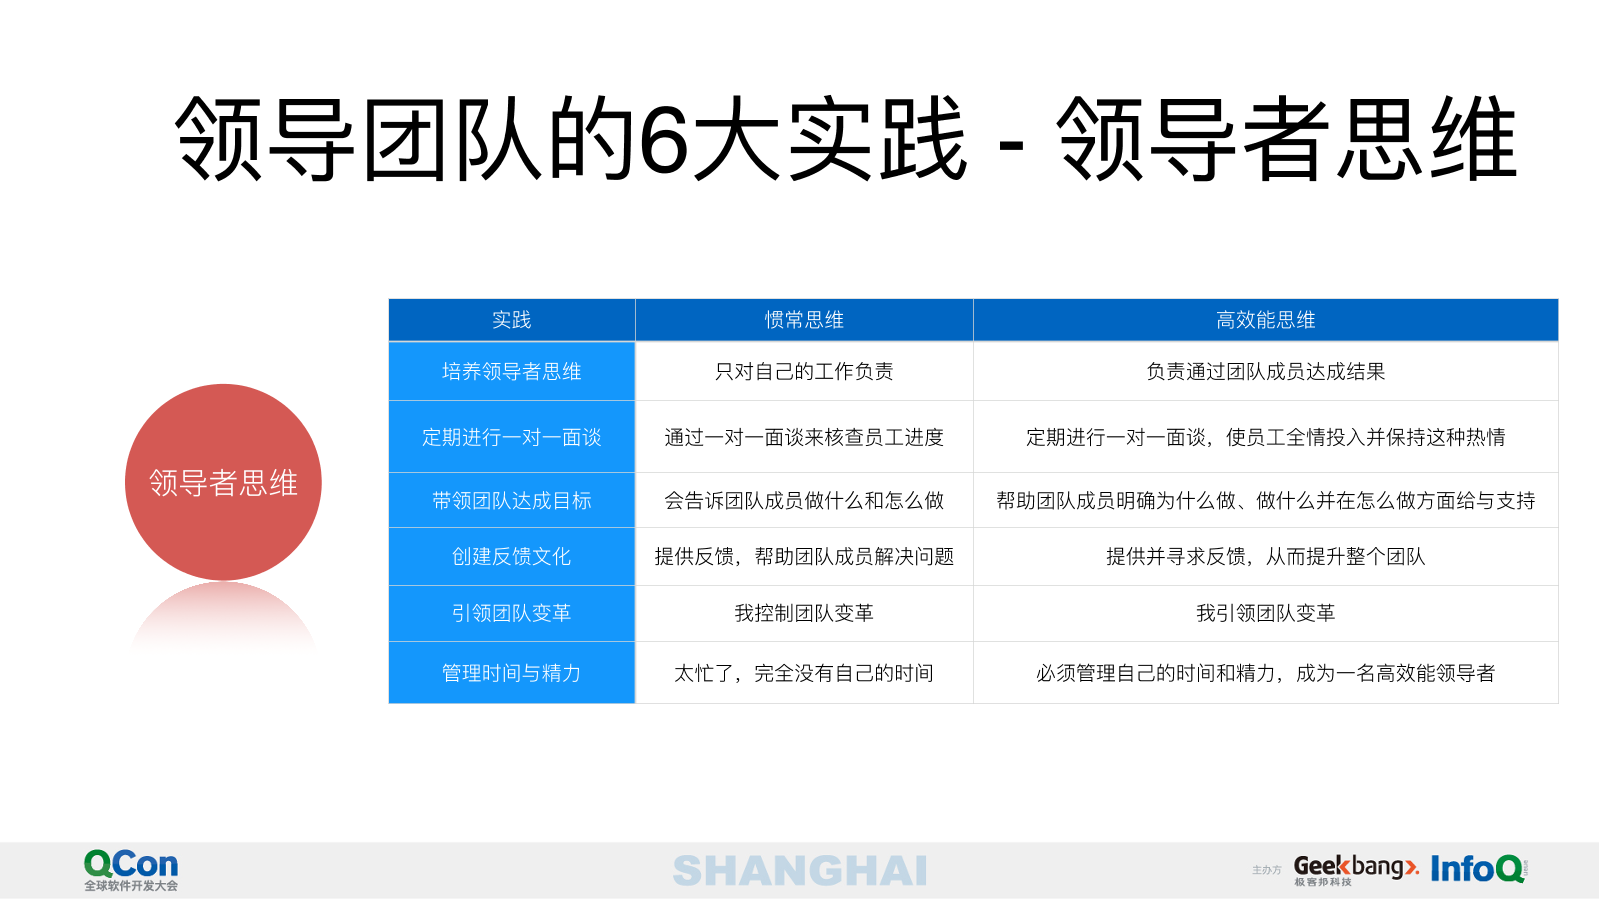 领导团队的6大实践 - 领导者思维
实践 惯常思维 高效能思维
培养领导者思维 只对自己的工作负责 负责通过团队成员达成结果
定期进行一对一面谈 通过一对一面谈来核查员工进度 定期进行一对一面谈，使员工全情投入并保持这种热情
领导者思维
带领团队达成目标 会告诉团队成员做什么和怎么做 帮助团队成员明确为什么做、做什么并在怎么做方面给与支持
创建反馈文化 提供反馈，帮助团队成员解决问题 提供并寻求反馈，从而提升整个团队
引领团队变革 我控制团队变革 我引领团队变革
管理时间与精力 太忙了，完全没有自己的时间 必须管理自己的时间和精力，成为一名高效能领导者
QCon
全球软件开发大会
SHANGHAI
主办方
Geekbang>.
极客邦科技
InfoQ